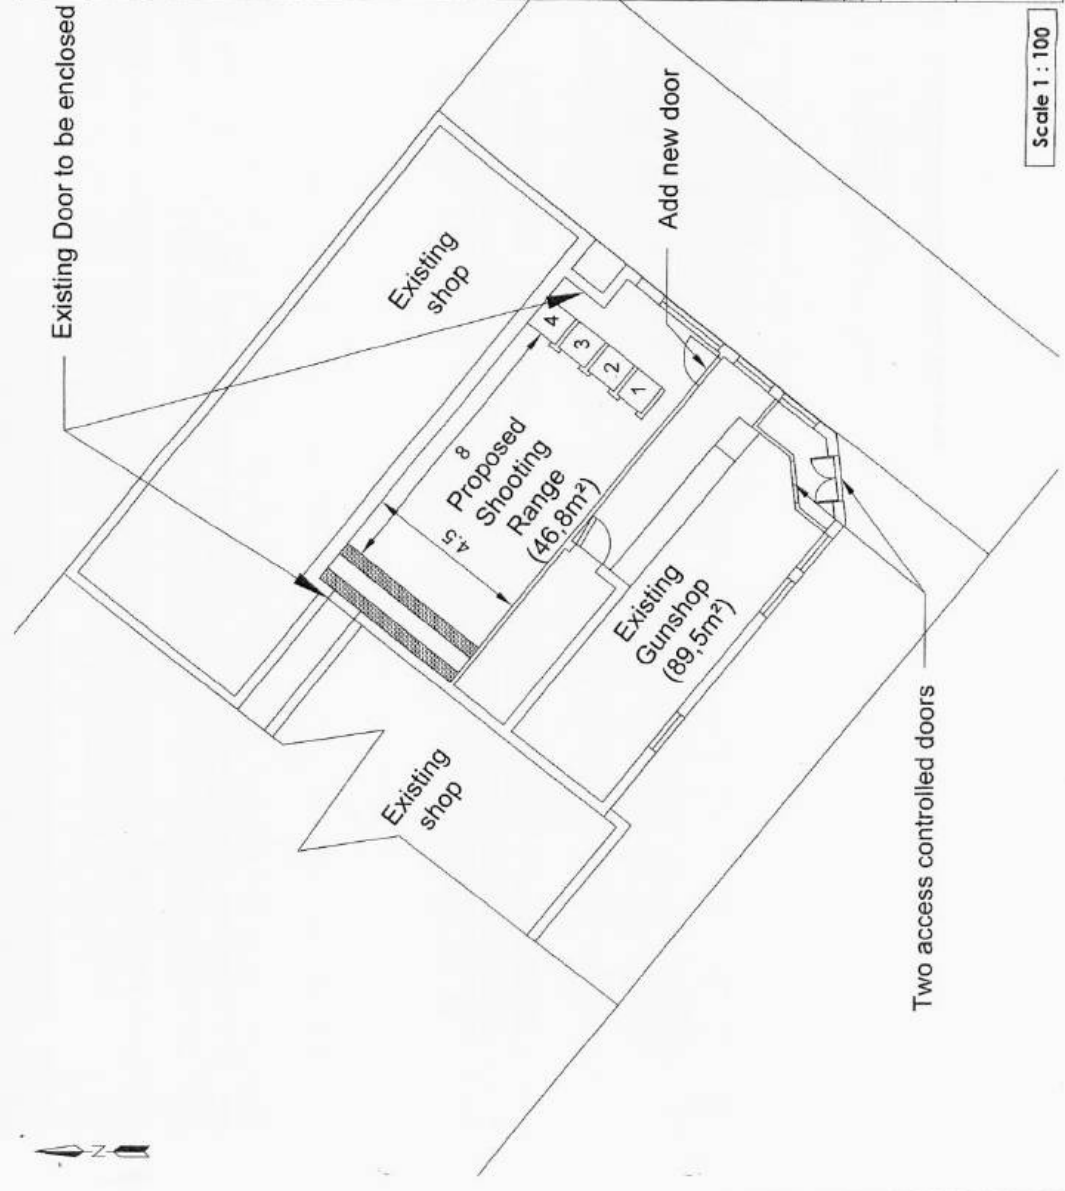 Existing Door to be enclosed
Scale 1 : 100
Add new door
Existing
shop
4
3
2
1
8
Proposed
Shooting
Range
(46,8m²)
4.5
Existing
Gunshop
(89,5m²)
Existing
shop
Two access controlled doors
N